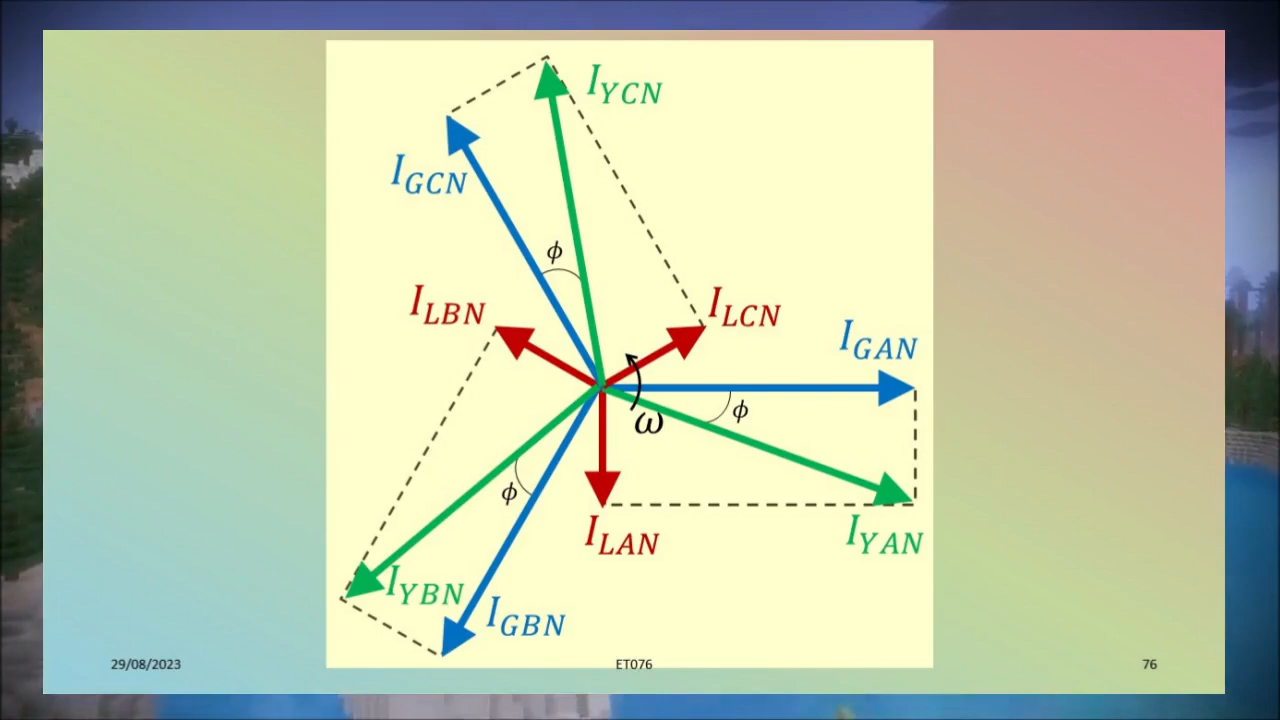 I_YCN
I_GCN
ϕ
I_LBN
I_LCN
I_GAN
ϕ
ω
ϕ
I_LAN
I_YAN
I_YBN
I_GBN
29/08/2023
ET076
76